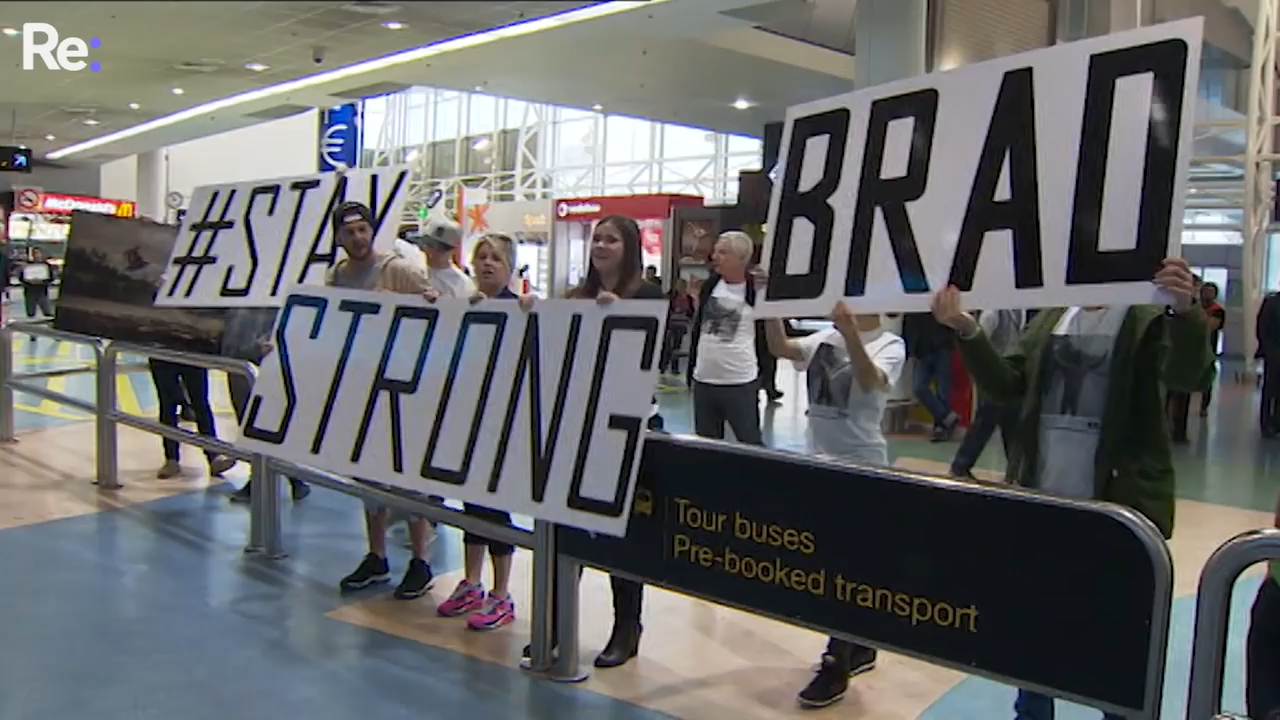 Re:
€
McDonald's
#STAY
STRONG
BRAD
Tour buses
Pre-booked transport